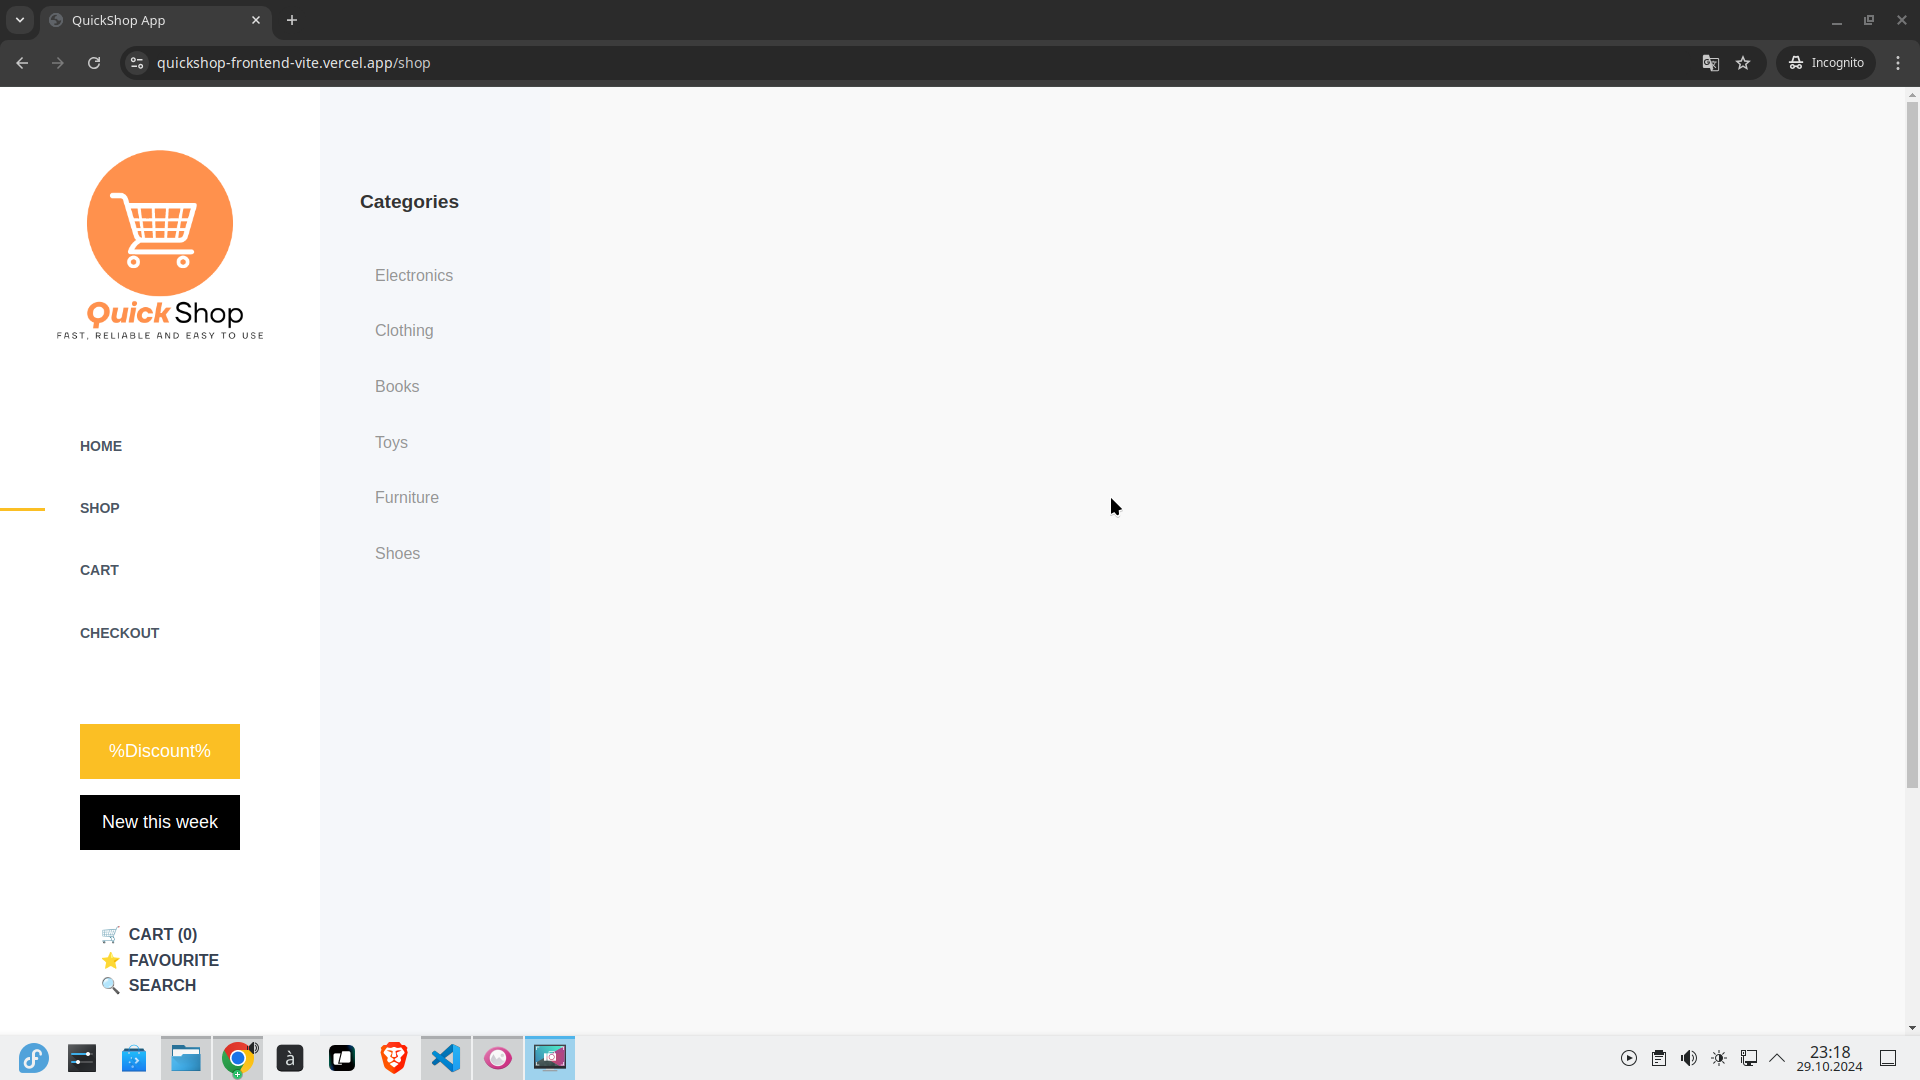 QuickShop App
quickshop-frontend-vite.vercel.app/shop
Incognito
Quick Shop
FAST, RELIABLE AND EASY TO USE
HOME
SHOP
CART
CHECKOUT
%Discount%
New this week
🛒 CART (0)
⭐ FAVOURITE
🔍 SEARCH
Categories
Electronics
Clothing
Books
Toys
Furniture
Shoes
à
23:18
29.10.2024